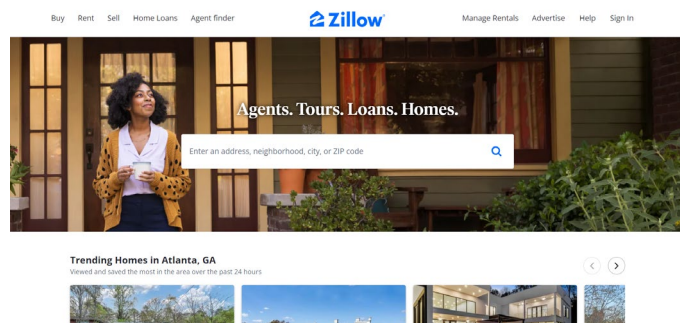 Buy Rent Sell Home Loans Agent finder Zillow Manage Rentals Advertise Help Sign In
Agents. Tours. Loans. Homes.
Enter an address, neighborhood, city, or ZIP code
Trending Homes in Atlanta, GA
Viewed and saved the most in the area over the past 24 hours